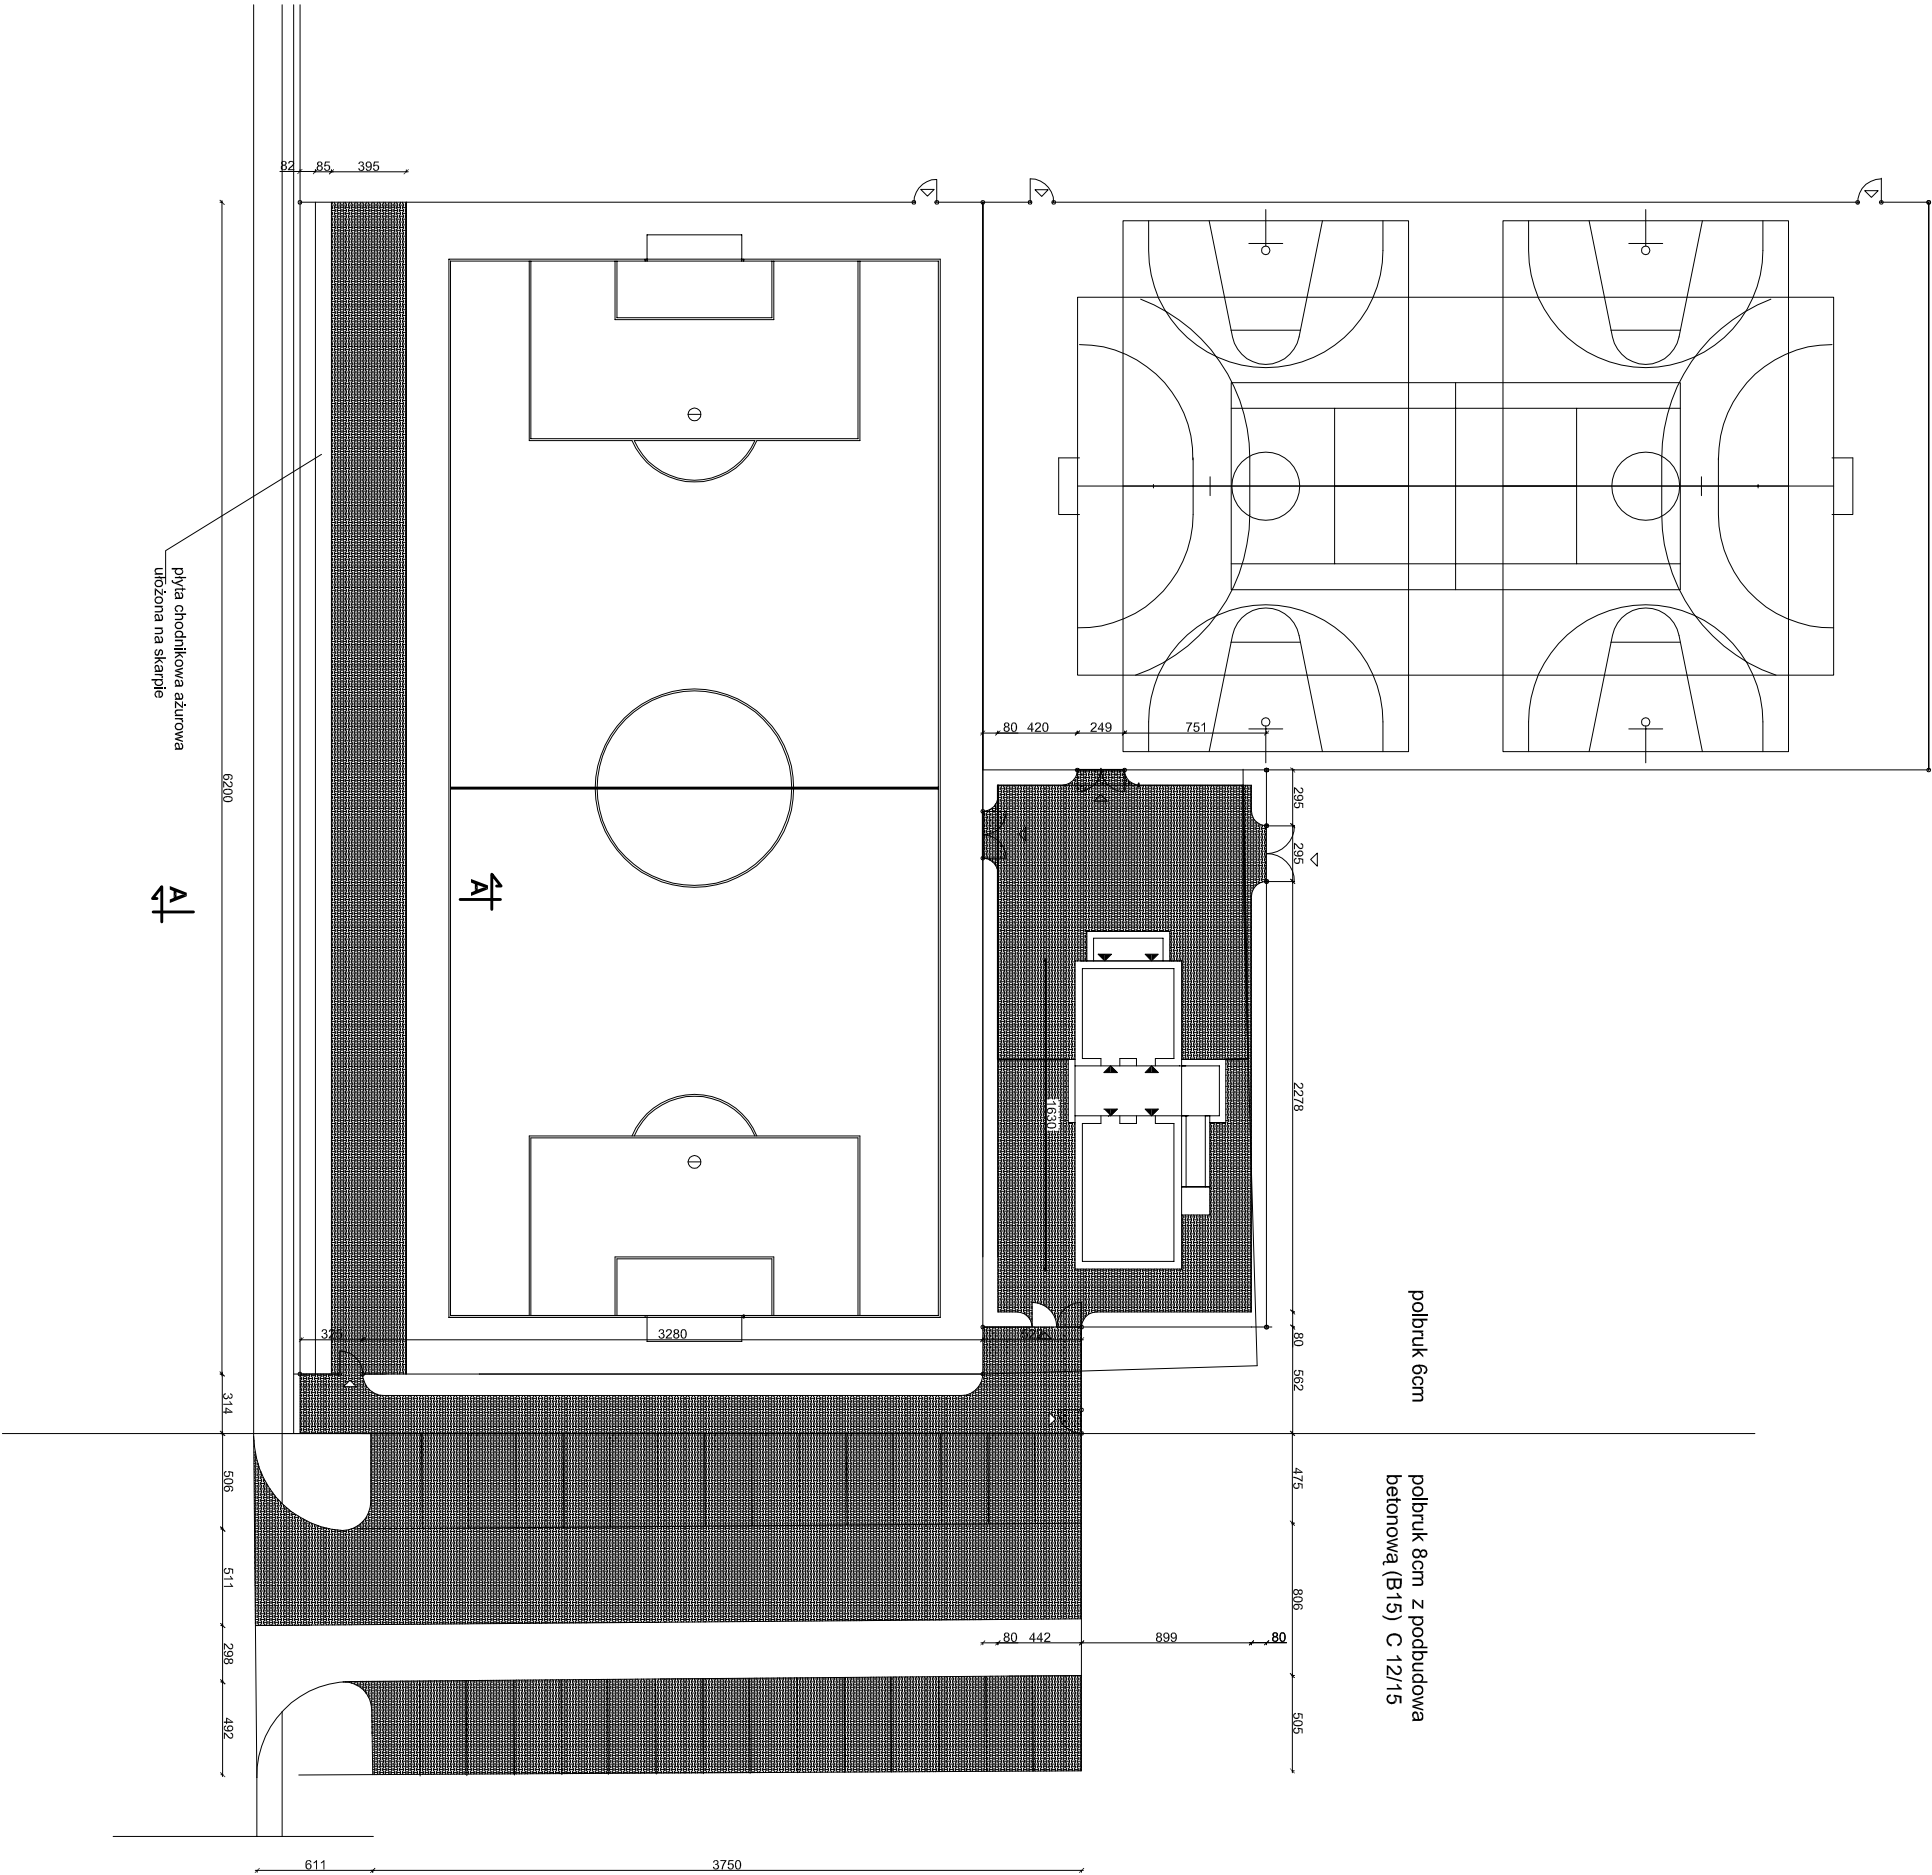 82 85 395
płyta chodnikowa ażurowa
ułożona na skarpie
6200
80 420 249 751
295
295
2278
1630
A
A
polbruk 6cm
325 3280
80
562
314
506
511
298
492
475
806
505
polbruk 8cm z podbudowa
betonową (B15) C 12/15
80 442 899 80
611 3750